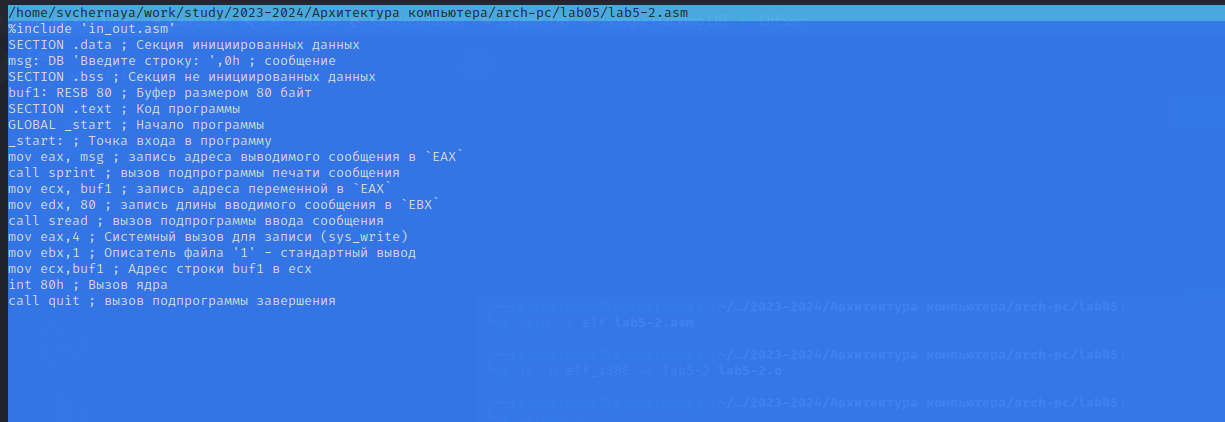 /home/svchernaya/work/study/2023-2024/Архитектура компьютера/arch-pc/lab05/lab5-2.asm
%include 'in_out.asm'
SECTION .data ; Секция инициированных данных
msg: DB 'Введите строку: ',0h ; сообщение
SECTION .bss ; Секция не инициированных данных
buf1: RESB 80 ; Буфер размером 80 байт
SECTION .text ; Код программы
GLOBAL _start ; Начало программы
_start: ; Точка входа в программу
mov eax, msg ; запись адреса выводимого сообщения в `EAX`
call sprint ; вызов подпрограммы печати сообщения
mov ecx, buf1 ; запись адреса переменной в `EAX`
mov edx, 80 ; запись длины вводимого сообщения в `EBX`
call sread ; вызов подпрограммы ввода сообщения
mov eax,4 ; Системный вызов для записи (sys_write)
mov ebx,1 ; Описатель файла '1' - стандартный вывод
mov ecx,buf1 ; Адрес строки buf1 в ecx
int 80h ; Вызов ядра
call quit ; вызов подпрограммы завершения
[~/…/2023-2024/Архитектура компьютера/arch-pc/lab05]
elf lab5-2.asm
[~/…/2023-2024/Архитектура компьютера/arch-pc/lab05]
elf_i386 lab5-2 lab5-2.o
[~/…/2023-2024/Архитектура компьютера/arch-pc/lab05]